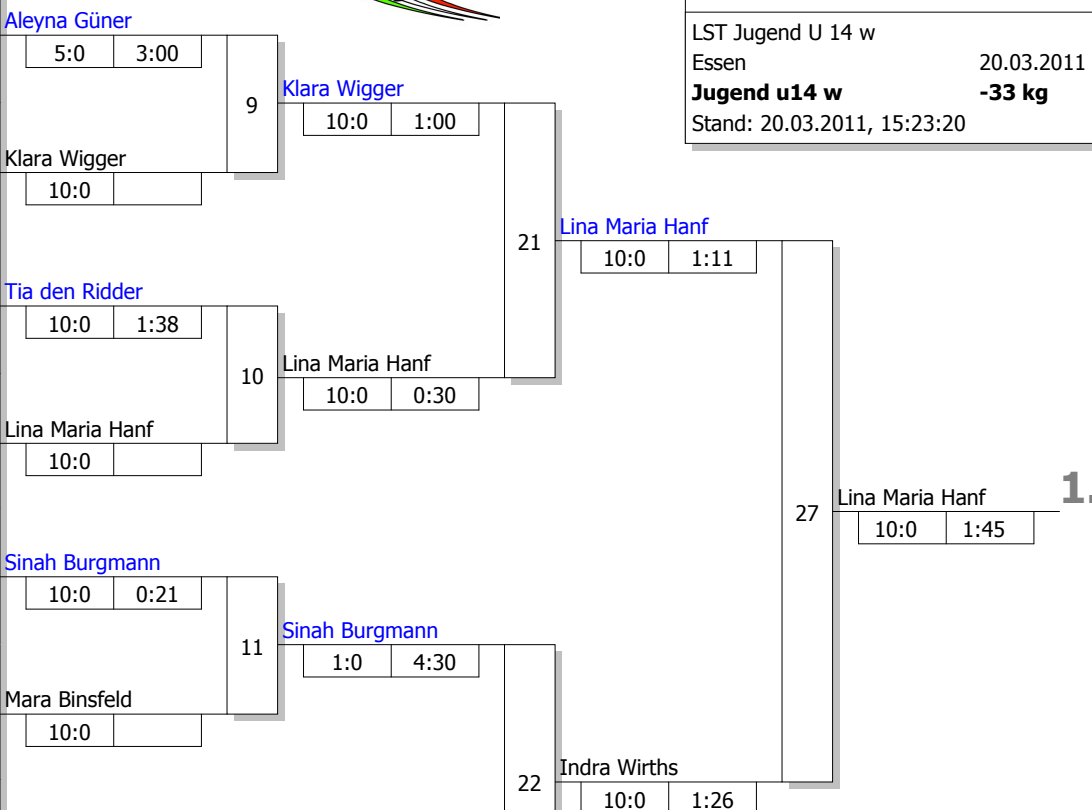 Aleyna Güner
5:0 3:00
9
Klara Wigger
10:0
Klara Wigger
10:0 1:00
LST Jugend U 14 w
Essen 20.03.2011
Jugend u14 w -33 kg
Stand: 20.03.2011, 15:23:20
21
Lina Maria Hanf
10:0 1:11
Tia den Ridder
10:0 1:38
10
Lina Maria Hanf
10:0
Lina Maria Hanf
10:0 0:30
27
Lina Maria Hanf
10:0 1:45
1.
Sinah Burgmann
10:0 0:21
11
Mara Binsfeld
10:0
Sinah Burgmann
1:0 4:30
22
Indra Wirths
10:0 1:26